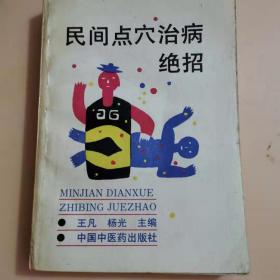 民间点穴治病
绝招
MINJIAN DIANXUE
ZHIBING JUEZHAO
● 王凡 杨光 主编
● 中国中医药出版社